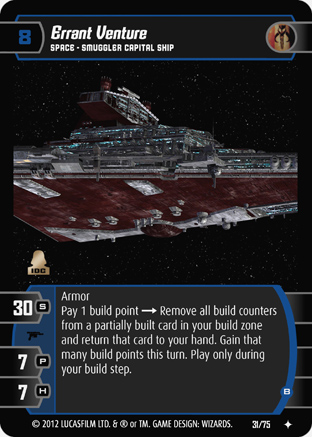 8
Errant Venture
SPACE - SMUGGLER CAPITAL SHIP
IDC
30 S
7 P
7 H
Armor
Pay 1 build point → Remove all build counters
from a partially built card in your build zone
and return that card to your hand. Gain that
many build points this turn. Play only during
your build step.
B
© 2012 LUCASFILM LTD. & ® or TM. GAME DESIGN: WIZARDS.
31/75